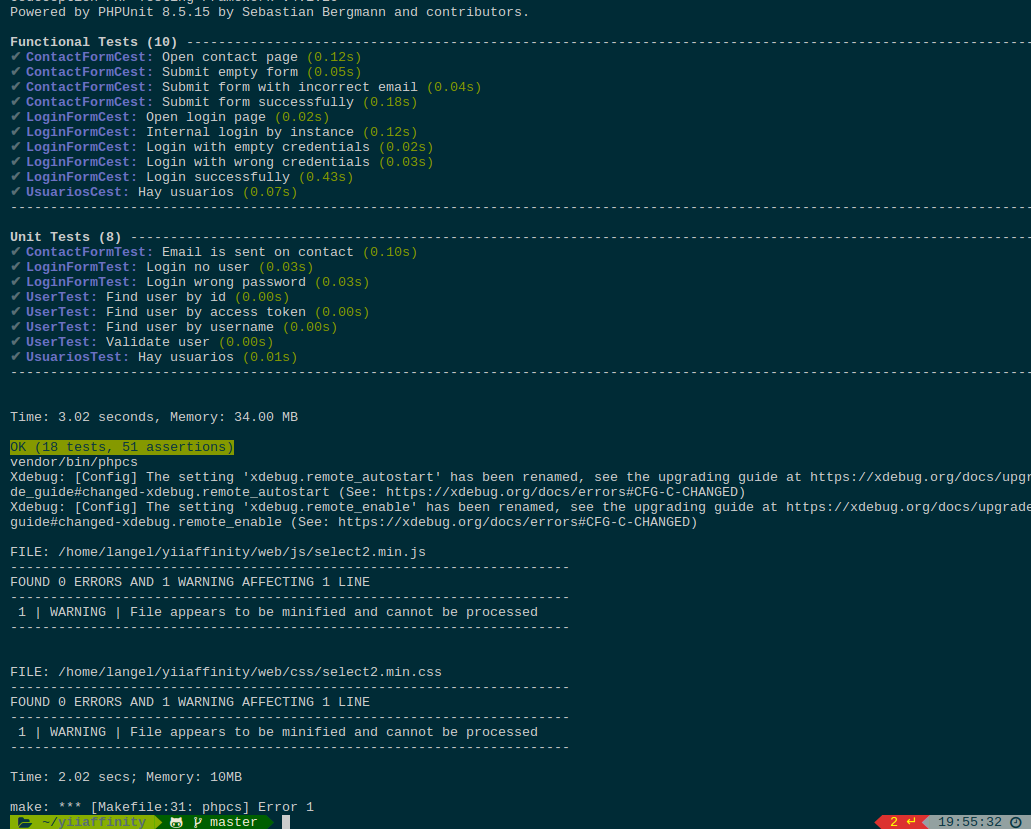 Powered by PHPUnit 8.5.15 by Sebastian Bergmann and contributors.
Functional Tests (10) ------------------------------------------------------------------------------------------
✔ ContactFormCest: Open contact page (0.12s)
✔ ContactFormCest: Submit empty form (0.05s)
✔ ContactFormCest: Submit form with incorrect email (0.04s)
✔ ContactFormCest: Submit form successfully (0.18s)
✔ LoginFormCest: Open login page (0.02s)
✔ LoginFormCest: Internal login by instance (0.12s)
✔ LoginFormCest: Login with empty credentials (0.02s)
✔ LoginFormCest: Login with wrong credentials (0.03s)
✔ LoginFormCest: Login successfully (0.43s)
✔ UsuariosCest: Hay usuarios (0.07s)
--------------------------------------------------------------------------------------------------------------------------------
Unit Tests (8) -----------------------------------------------------------------------------------------------------------------
✔ ContactFormTest: Email is sent on contact (0.10s)
✔ LoginFormTest: Login no user (0.03s)
✔ LoginFormTest: Login wrong password (0.03s)
✔ UserTest: Find user by id (0.00s)
✔ UserTest: Find user by access token (0.00s)
✔ UserTest: Find user by username (0.00s)
✔ UserTest: Validate user (0.00s)
✔ UsuariosTest: Hay usuarios (0.01s)
--------------------------------------------------------------------------------------------------------------------------------
Time: 3.02 seconds, Memory: 34.00 MB
OK (18 tests, 51 assertions)
vendor/bin/phpcs
Xdebug: [Config] The setting 'xdebug.remote_autostart' has been renamed, see the upgrading guide at https://xdebug.org/docs/upgr
de_guide#changed-xdebug.remote_autostart (See: https://xdebug.org/docs/errors#CFG-C-CHANGED)
Xdebug: [Config] The setting 'xdebug.remote_enable' has been renamed, see the upgrading guide at https://xdebug.org/docs/upgrade
guide#changed-xdebug.remote_enable (See: https://xdebug.org/docs/errors#CFG-C-CHANGED)
FILE: /home/langel/yiiaffinity/web/js/select2.min.js
----------------------------------------------------------------------
FOUND 0 ERRORS AND 1 WARNING AFFECTING 1 LINE
----------------------------------------------------------------------
1 | WARNING | File appears to be minified and cannot be processed
----------------------------------------------------------------------
FILE: /home/langel/yiiaffinity/web/css/select2.min.css
----------------------------------------------------------------------
FOUND 0 ERRORS AND 1 WARNING AFFECTING 1 LINE
----------------------------------------------------------------------
1 | WARNING | File appears to be minified and cannot be processed
----------------------------------------------------------------------
Time: 2.02 secs; Memory: 10MB
make: *** [Makefile:31: phpcs] Error 1
~/yiiaffinity master 2 ↵ 19:55:32